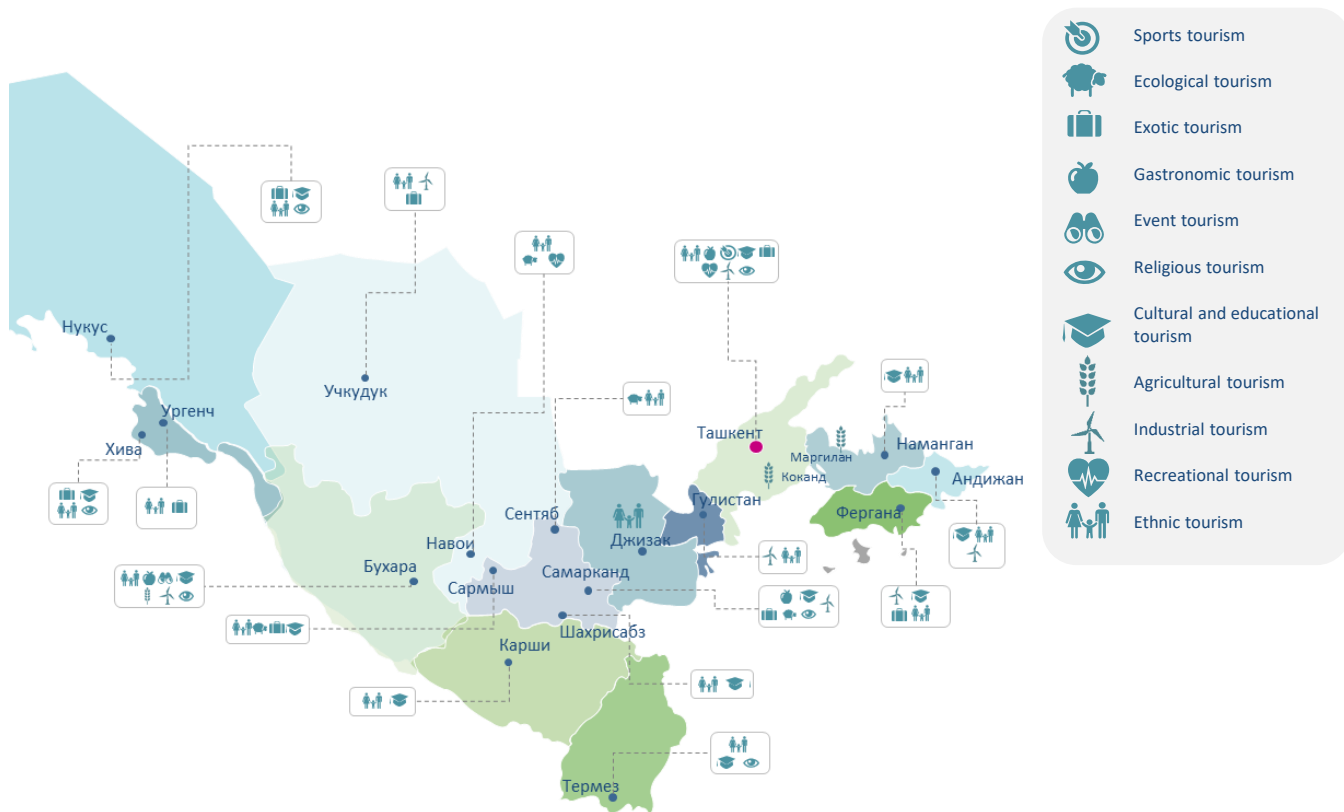 Sports tourism
Ecological tourism
Exotic tourism
Gastronomic tourism
Event tourism
Religious tourism
Cultural and educational
tourism
Agricultural tourism
Industrial tourism
Recreational tourism
Ethnic tourism
Нукус
Учкудук
Ургенч
Хива
Ташкент
Наманган
Маргилан
Коканд
Андижан
Гулистан
Фергана
Сентяб
Джизак
Навои
Бухара
Самарканд
Сармыш
Шахрисабз
Карши
Термез